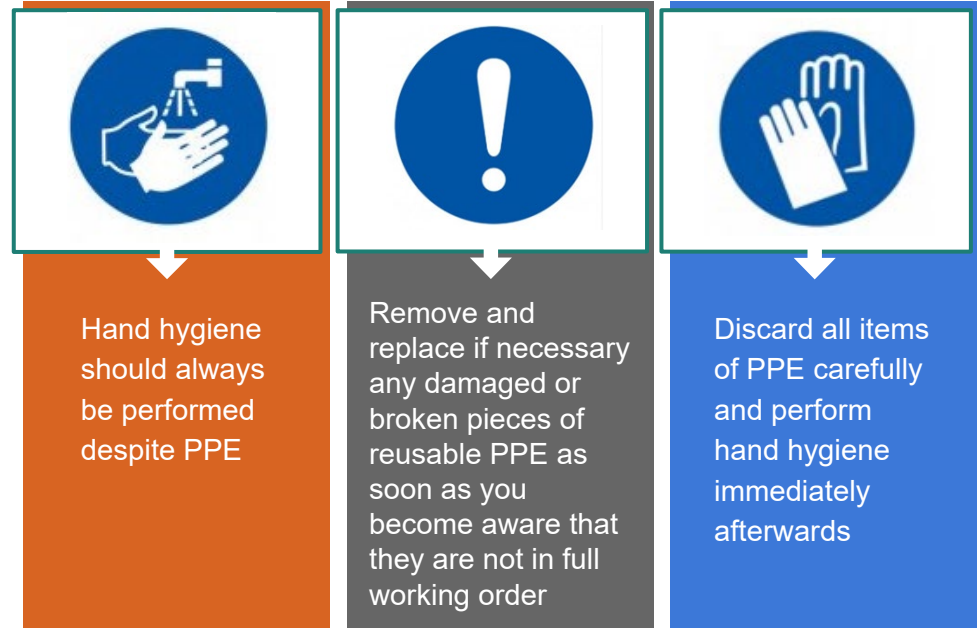 Hand hygiene
should always
be performed
despite PPE
Remove and
replace if necessary
any damaged or
broken pieces of
reusable PPE as
soon as you
become aware that
they are not in full
working order
Discard all items
of PPE carefully
and perform
hand hygiene
immediately
afterwards